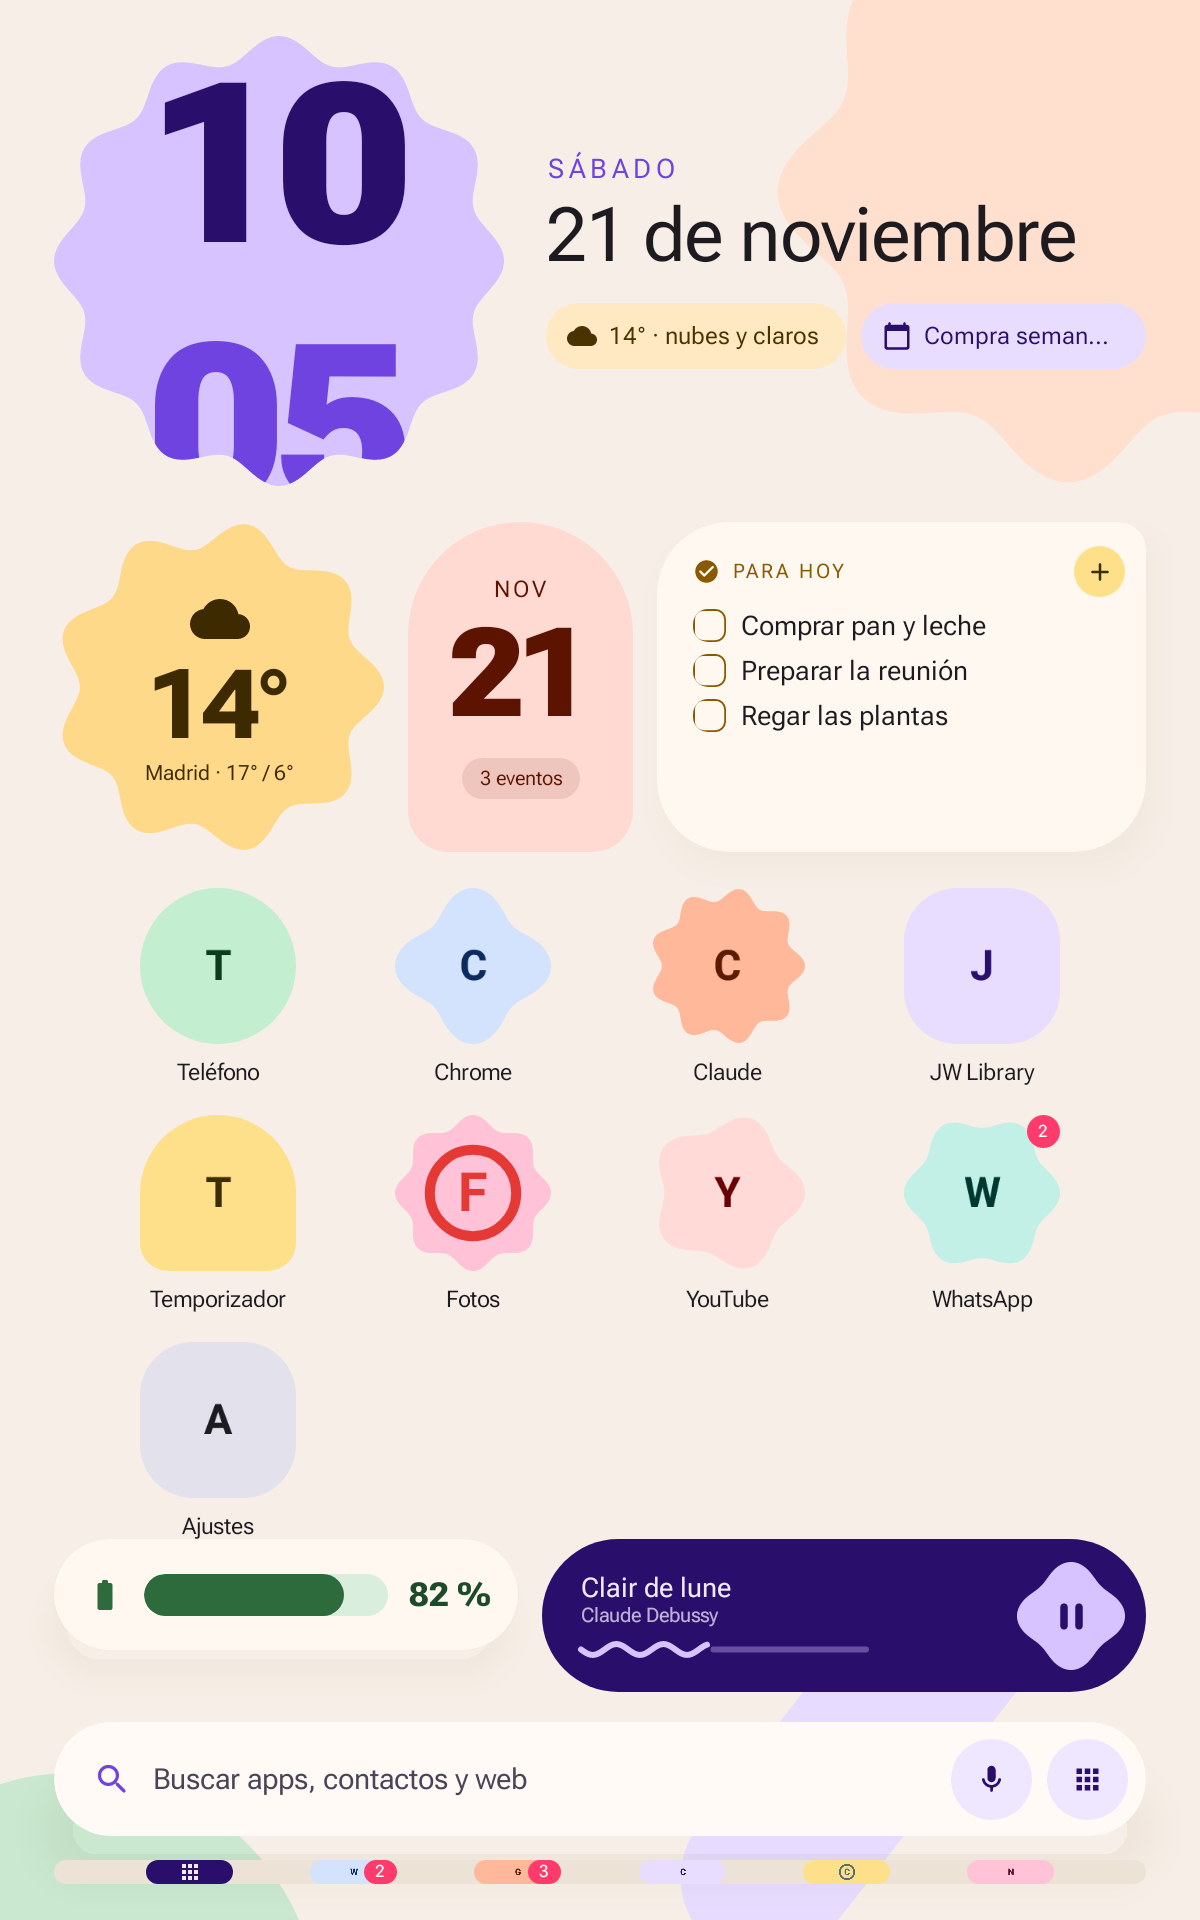 10
05
SÁBADO
21 de noviembre
14° · nubes y claros
Compra seman...
14°
Madrid · 17° / 6°
NOV
21
3 eventos
PARA HOY
Comprar pan y leche
Preparar la reunión
Regar las plantas
T
C
C
J
Teléfono
Chrome
Claude
JW Library
T
F
Y
W
2
Temporizador
Fotos
YouTube
WhatsApp
A
Ajustes
82 %
Clair de lune
Claude Debussy
Buscar apps, contactos y web
W
2
G
3
C
C
N